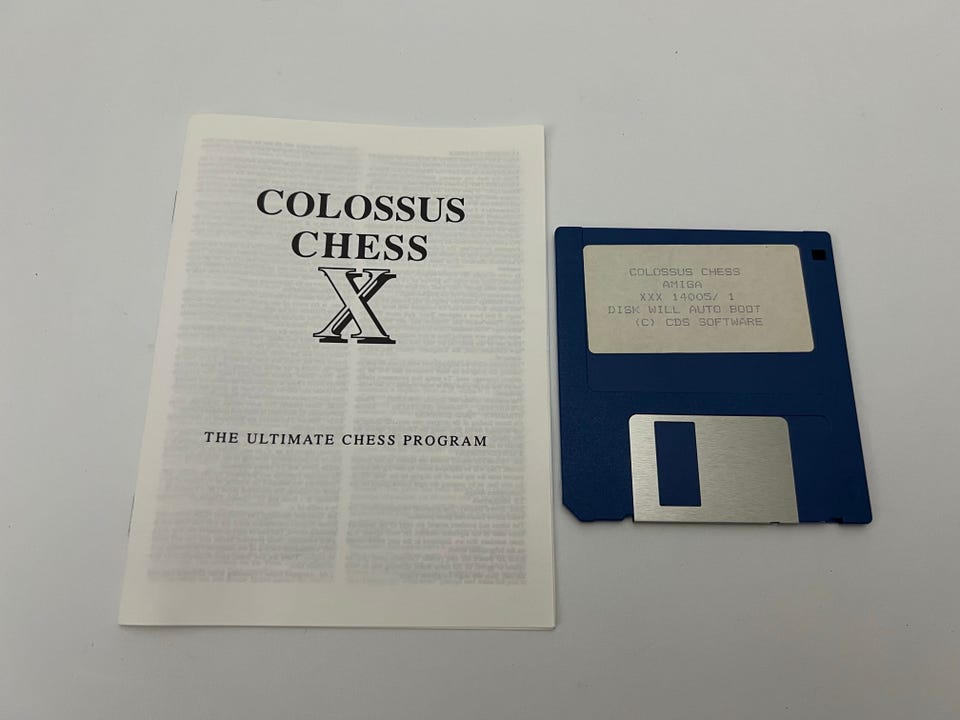 COLOSSUS
CHESS
X
THE ULTIMATE CHESS PROGRAM
COLOSSUS CHESS
AMIGA
XXX 14005/ 1
DISK WILL AUTO BOOT
(C) CDS SOFTWARE